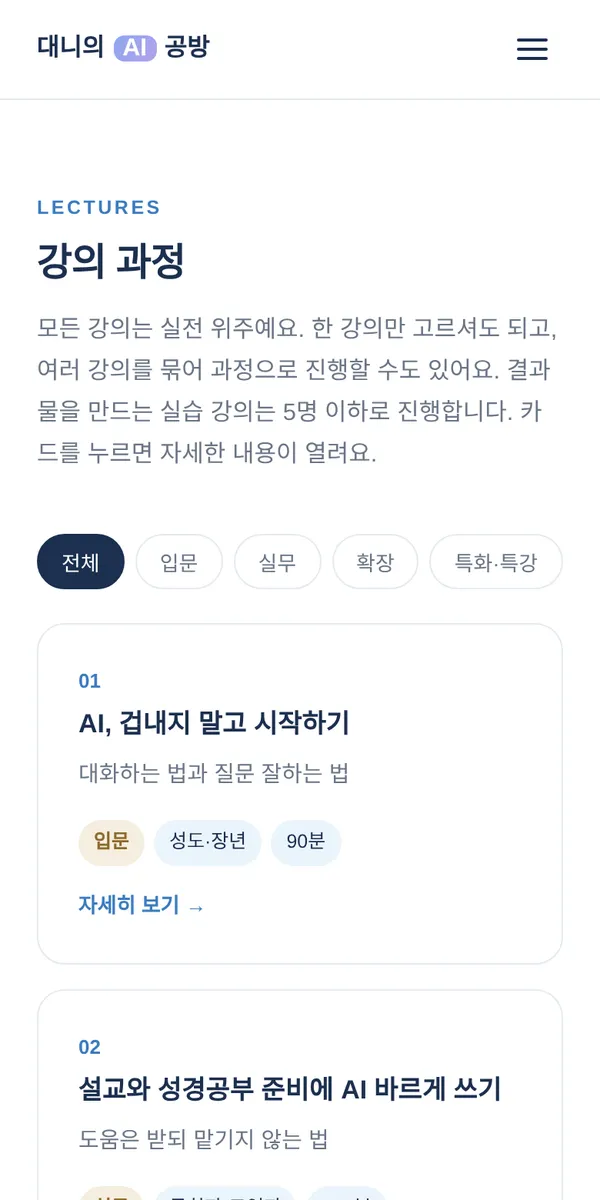 대니의 AI 공방
LECTURES
강의 과정
모든 강의는 실전 위주예요. 한 강의만 고르셔도 되고,
여러 강의를 묶어 과정으로 진행할 수도 있어요. 결과
물을 만드는 실습 강의는 5명 이하로 진행합니다. 카
드를 누르면 자세한 내용이 열려요.
전체 입문 실무 확장 특화·특강
01
AI, 겁내지 말고 시작하기
대화하는 법과 질문 잘하는 법
입문 성도·장년 90분
자세히 보기 →
02
설교와 성경공부 준비에 AI 바르게 쓰기
도움은 받되 맡기지 않는 법